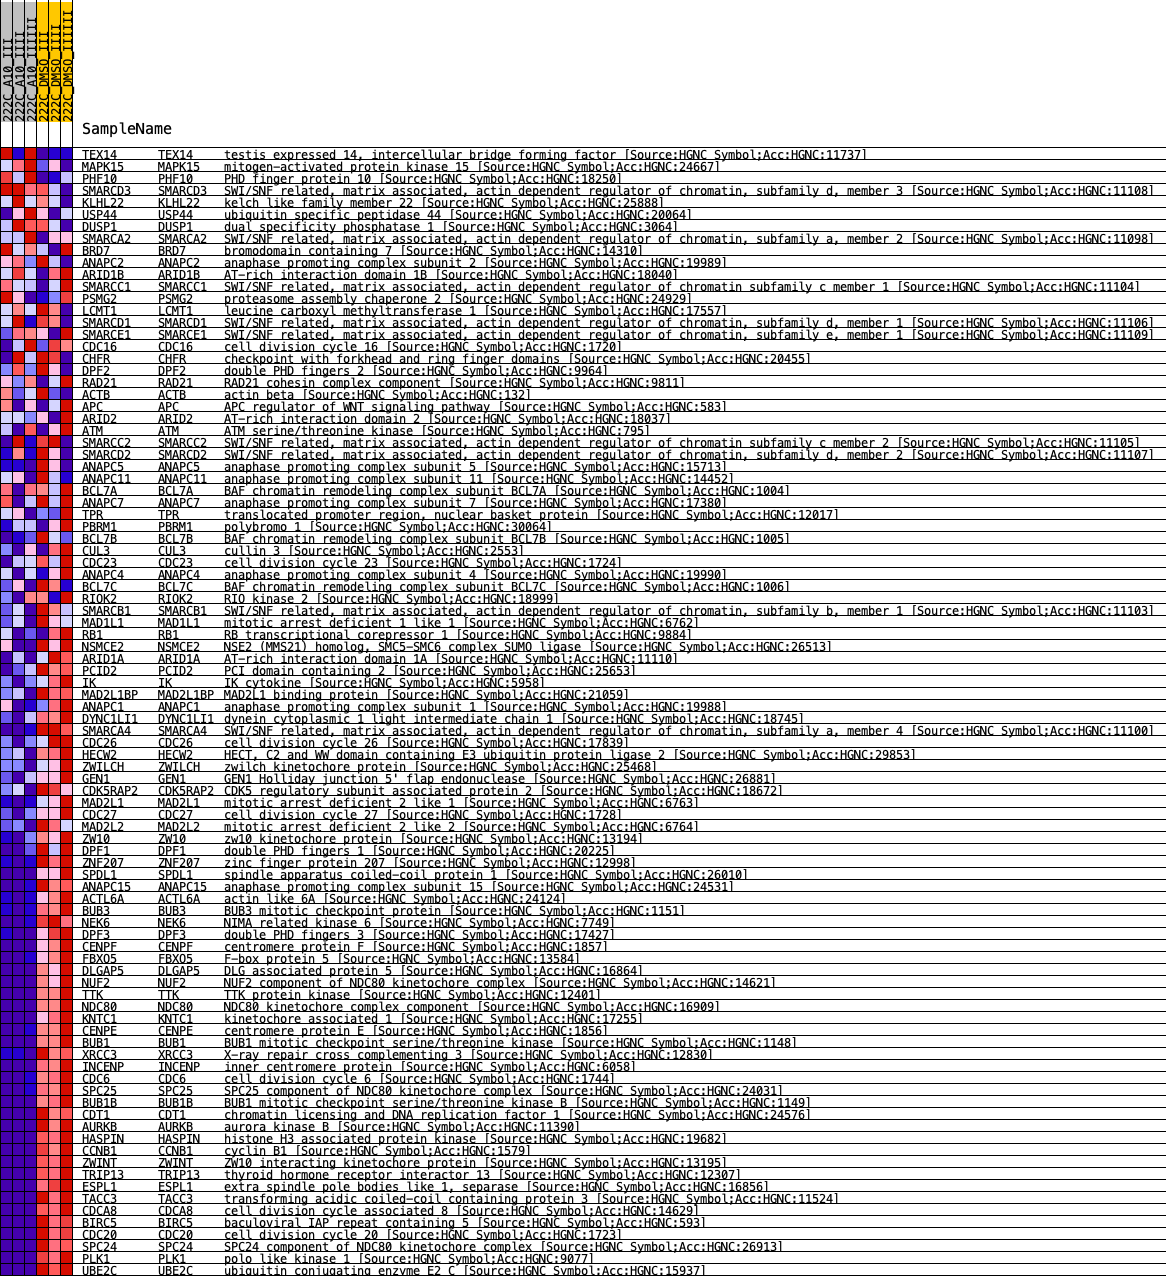 222C_A10_III
222C_A10_IIII
222C_A10_IIIIII
222C_DMSO_III
222C_DMSO_IIII
222C_DMSO_IIIIII
SampleName
TEX14 TEX14 testis expressed 14, intercellular bridge forming factor [Source:HGNC Symbol;Acc:HGNC:11737]
MAPK15 MAPK15 mitogen-activated protein kinase 15 [Source:HGNC Symbol;Acc:HGNC:24667]
PHF10 PHF10 PHD finger protein 10 [Source:HGNC Symbol;Acc:HGNC:18250]
SMARCD3 SMARCD3 SWI/SNF related, matrix associated, actin dependent regulator of chromatin, subfamily d, member 3 [Source:HGNC Symbol;Acc:HGNC:11108]
KLHL22 KLHL22 kelch like family member 22 [Source:HGNC Symbol;Acc:HGNC:25888]
USP44 USP44 ubiquitin specific peptidase 44 [Source:HGNC Symbol;Acc:HGNC:20064]
DUSP1 DUSP1 dual specificity phosphatase 1 [Source:HGNC Symbol;Acc:HGNC:3064]
SMARCA2 SMARCA2 SWI/SNF related, matrix associated, actin dependent regulator of chromatin, subfamily a, member 2 [Source:HGNC Symbol;Acc:HGNC:11098]
BRD7 BRD7 bromodomain containing 7 [Source:HGNC Symbol;Acc:HGNC:14310]
ANAPC2 ANAPC2 anaphase promoting complex subunit 2 [Source:HGNC Symbol;Acc:HGNC:19989]
ARID1B ARID1B AT-rich interaction domain 1B [Source:HGNC Symbol;Acc:HGNC:18040]
SMARCC1 SMARCC1 SWI/SNF related, matrix associated, actin dependent regulator of chromatin subfamily c member 1 [Source:HGNC Symbol;Acc:HGNC:11104]
PSMG2 PSMG2 proteasome assembly chaperone 2 [Source:HGNC Symbol;Acc:HGNC:24929]
LCMT1 LCMT1 leucine carboxyl methyltransferase 1 [Source:HGNC Symbol;Acc:HGNC:17557]
SMARCD1 SMARCD1 SWI/SNF related, matrix associated, actin dependent regulator of chromatin, subfamily d, member 1 [Source:HGNC Symbol;Acc:HGNC:11106]
SMARCE1 SMARCE1 SWI/SNF related, matrix associated, actin dependent regulator of chromatin, subfamily e, member 1 [Source:HGNC Symbol;Acc:HGNC:11109]
CDC16 CDC16 cell division cycle 16 [Source:HGNC Symbol;Acc:HGNC:1720]
CHFR CHFR checkpoint with forkhead and ring finger domains [Source:HGNC Symbol;Acc:HGNC:20455]
DPF2 DPF2 double PHD fingers 2 [Source:HGNC Symbol;Acc:HGNC:9964]
RAD21 RAD21 RAD21 cohesin complex component [Source:HGNC Symbol;Acc:HGNC:9811]
ACTB ACTB actin beta [Source:HGNC Symbol;Acc:HGNC:132]
APC APC APC regulator of WNT signaling pathway [Source:HGNC Symbol;Acc:HGNC:583]
ARID2 ARID2 AT-rich interaction domain 2 [Source:HGNC Symbol;Acc:HGNC:18037]
ATM ATM ATM serine/threonine kinase [Source:HGNC Symbol;Acc:HGNC:795]
SMARCC2 SMARCC2 SWI/SNF related, matrix associated, actin dependent regulator of chromatin subfamily c member 2 [Source:HGNC Symbol;Acc:HGNC:11105]
SMARCD2 SMARCD2 SWI/SNF related, matrix associated, actin dependent regulator of chromatin, subfamily d, member 2 [Source:HGNC Symbol;Acc:HGNC:11107]
ANAPC5 ANAPC5 anaphase promoting complex subunit 5 [Source:HGNC Symbol;Acc:HGNC:15713]
ANAPC11 ANAPC11 anaphase promoting complex subunit 11 [Source:HGNC Symbol;Acc:HGNC:14452]
BCL7A BCL7A BAF chromatin remodeling complex subunit BCL7A [Source:HGNC Symbol;Acc:HGNC:1004]
ANAPC7 ANAPC7 anaphase promoting complex subunit 7 [Source:HGNC Symbol;Acc:HGNC:17380]
TPR TPR translocated promoter region, nuclear basket protein [Source:HGNC Symbol;Acc:HGNC:12017]
PBRM1 PBRM1 polybromo 1 [Source:HGNC Symbol;Acc:HGNC:30064]
BCL7B BCL7B BAF chromatin remodeling complex subunit BCL7B [Source:HGNC Symbol;Acc:HGNC:1005]
CUL3 CUL3 cullin 3 [Source:HGNC Symbol;Acc:HGNC:2553]
CDC23 CDC23 cell division cycle 23 [Source:HGNC Symbol;Acc:HGNC:1724]
ANAPC4 ANAPC4 anaphase promoting complex subunit 4 [Source:HGNC Symbol;Acc:HGNC:19990]
BCL7C BCL7C BAF chromatin remodeling complex subunit BCL7C [Source:HGNC Symbol;Acc:HGNC:1006]
RIOK2 RIOK2 RIO kinase 2 [Source:HGNC Symbol;Acc:HGNC:18999]
SMARCB1 SMARCB1 SWI/SNF related, matrix associated, actin dependent regulator of chromatin, subfamily b, member 1 [Source:HGNC Symbol;Acc:HGNC:11103]
MAD1L1 MAD1L1 mitotic arrest deficient 1 like 1 [Source:HGNC Symbol;Acc:HGNC:6762]
RB1 RB1 RB transcriptional corepressor 1 [Source:HGNC Symbol;Acc:HGNC:9884]
NSMCE2 NSMCE2 NSE2 (MMS21) homolog, SMC5-SMC6 complex SUMO ligase [Source:HGNC Symbol;Acc:HGNC:26513]
ARID1A ARID1A AT-rich interaction domain 1A [Source:HGNC Symbol;Acc:HGNC:11110]
PCID2 PCID2 PCI domain containing 2 [Source:HGNC Symbol;Acc:HGNC:25653]
IK IK IK cytokine [Source:HGNC Symbol;Acc:HGNC:5958]
MAD2L1BP MAD2L1BP MAD2L1 binding protein [Source:HGNC Symbol;Acc:HGNC:21059]
ANAPC1 ANAPC1 anaphase promoting complex subunit 1 [Source:HGNC Symbol;Acc:HGNC:19988]
DYNC1LI1 DYNC1LI1 dynein cytoplasmic 1 light intermediate chain 1 [Source:HGNC Symbol;Acc:HGNC:18745]
SMARCA4 SMARCA4 SWI/SNF related, matrix associated, actin dependent regulator of chromatin, subfamily a, member 4 [Source:HGNC Symbol;Acc:HGNC:11100]
CDC26 CDC26 cell division cycle 26 [Source:HGNC Symbol;Acc:HGNC:17839]
HECW2 HECW2 HECT, C2 and WW domain containing E3 ubiquitin protein ligase 2 [Source:HGNC Symbol;Acc:HGNC:29853]
ZWILCH ZWILCH zwilch kinetochore protein [Source:HGNC Symbol;Acc:HGNC:25468]
GEN1 GEN1 GEN1 Holliday junction 5' flap endonuclease [Source:HGNC Symbol;Acc:HGNC:26881]
CDK5RAP2 CDK5RAP2 CDK5 regulatory subunit associated protein 2 [Source:HGNC Symbol;Acc:HGNC:18672]
MAD2L1 MAD2L1 mitotic arrest deficient 2 like 1 [Source:HGNC Symbol;Acc:HGNC:6763]
CDC27 CDC27 cell division cycle 27 [Source:HGNC Symbol;Acc:HGNC:1728]
MAD2L2 MAD2L2 mitotic arrest deficient 2 like 2 [Source:HGNC Symbol;Acc:HGNC:6764]
ZW10 ZW10 zw10 kinetochore protein [Source:HGNC Symbol;Acc:HGNC:13194]
DPF1 DPF1 double PHD fingers 1 [Source:HGNC Symbol;Acc:HGNC:20225]
ZNF207 ZNF207 zinc finger protein 207 [Source:HGNC Symbol;Acc:HGNC:12998]
SPDL1 SPDL1 spindle apparatus coiled-coil protein 1 [Source:HGNC Symbol;Acc:HGNC:26010]
ANAPC15 ANAPC15 anaphase promoting complex subunit 15 [Source:HGNC Symbol;Acc:HGNC:24531]
ACTL6A ACTL6A actin like 6A [Source:HGNC Symbol;Acc:HGNC:24124]
BUB3 BUB3 BUB3 mitotic checkpoint protein [Source:HGNC Symbol;Acc:HGNC:1151]
NEK6 NEK6 NIMA related kinase 6 [Source:HGNC Symbol;Acc:HGNC:7749]
DPF3 DPF3 double PHD fingers 3 [Source:HGNC Symbol;Acc:HGNC:17427]
CENPF CENPF centromere protein F [Source:HGNC Symbol;Acc:HGNC:1857]
FBXO5 FBXO5 F-box protein 5 [Source:HGNC Symbol;Acc:HGNC:13584]
DLGAP5 DLGAP5 DLG associated protein 5 [Source:HGNC Symbol;Acc:HGNC:16864]
NUF2 NUF2 NUF2 component of NDC80 kinetochore complex [Source:HGNC Symbol;Acc:HGNC:14621]
TTK TTK TTK protein kinase [Source:HGNC Symbol;Acc:HGNC:12401]
NDC80 NDC80 NDC80 kinetochore complex component [Source:HGNC Symbol;Acc:HGNC:16909]
KNTC1 KNTC1 kinetochore associated 1 [Source:HGNC Symbol;Acc:HGNC:17255]
CENPE CENPE centromere protein E [Source:HGNC Symbol;Acc:HGNC:1856]
BUB1 BUB1 BUB1 mitotic checkpoint serine/threonine kinase [Source:HGNC Symbol;Acc:HGNC:1148]
XRCC3 XRCC3 X-ray repair cross complementing 3 [Source:HGNC Symbol;Acc:HGNC:12830]
INCENP INCENP inner centromere protein [Source:HGNC Symbol;Acc:HGNC:6058]
CDC6 CDC6 cell division cycle 6 [Source:HGNC Symbol;Acc:HGNC:1744]
SPC25 SPC25 SPC25 component of NDC80 kinetochore complex [Source:HGNC Symbol;Acc:HGNC:24031]
BUB1B BUB1B BUB1 mitotic checkpoint serine/threonine kinase B [Source:HGNC Symbol;Acc:HGNC:1149]
CDT1 CDT1 chromatin licensing and DNA replication factor 1 [Source:HGNC Symbol;Acc:HGNC:24576]
AURKB AURKB aurora kinase B [Source:HGNC Symbol;Acc:HGNC:11390]
HASPIN HASPIN histone H3 associated protein kinase [Source:HGNC Symbol;Acc:HGNC:19682]
CCNB1 CCNB1 cyclin B1 [Source:HGNC Symbol;Acc:HGNC:1579]
ZWINT ZWINT ZW10 interacting kinetochore protein [Source:HGNC Symbol;Acc:HGNC:13195]
TRIP13 TRIP13 thyroid hormone receptor interactor 13 [Source:HGNC Symbol;Acc:HGNC:12307]
ESPL1 ESPL1 extra spindle pole bodies like 1, separase [Source:HGNC Symbol;Acc:HGNC:16856]
TACC3 TACC3 transforming acidic coiled-coil containing protein 3 [Source:HGNC Symbol;Acc:HGNC:11524]
CDCA8 CDCA8 cell division cycle associated 8 [Source:HGNC Symbol;Acc:HGNC:14629]
BIRC5 BIRC5 baculoviral IAP repeat containing 5 [Source:HGNC Symbol;Acc:HGNC:593]
CDC20 CDC20 cell division cycle 20 [Source:HGNC Symbol;Acc:HGNC:1723]
SPC24 SPC24 SPC24 component of NDC80 kinetochore complex [Source:HGNC Symbol;Acc:HGNC:26913]
PLK1 PLK1 polo like kinase 1 [Source:HGNC Symbol;Acc:HGNC:9077]
UBE2C UBE2C ubiquitin conjugating enzyme E2 C [Source:HGNC Symbol;Acc:HGNC:15937]